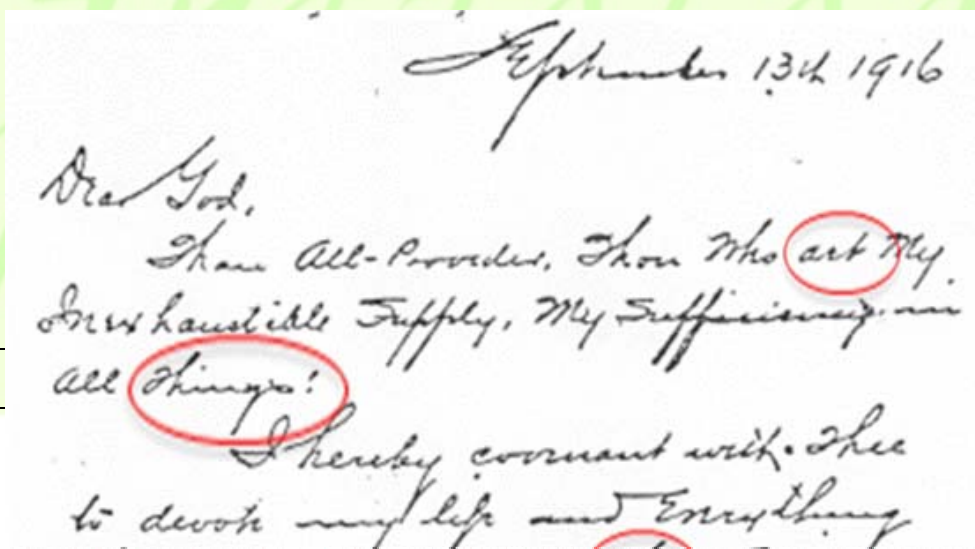 September 13th 1916
Dear God,
Thou All-Provider, Thou Who art My
Inexhaustible Supply, My Sufficiency in
All Things!
I hereby covenant with Thee
to devote my life and Everything